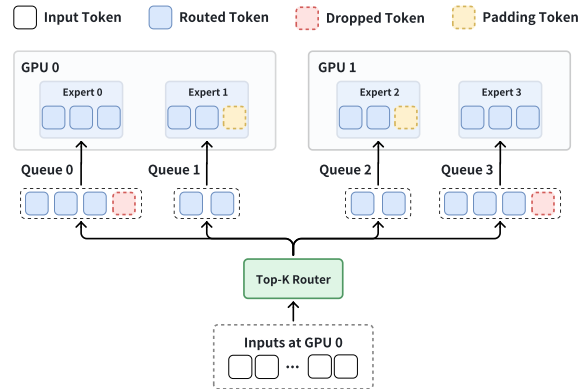 Input Token Routed Token Dropped Token Padding Token
GPU 0
Expert 0 Expert 1
GPU 1
Expert 2 Expert 3
Queue 0 Queue 1 Queue 2 Queue 3
Top-K Router
Inputs at GPU 0
...